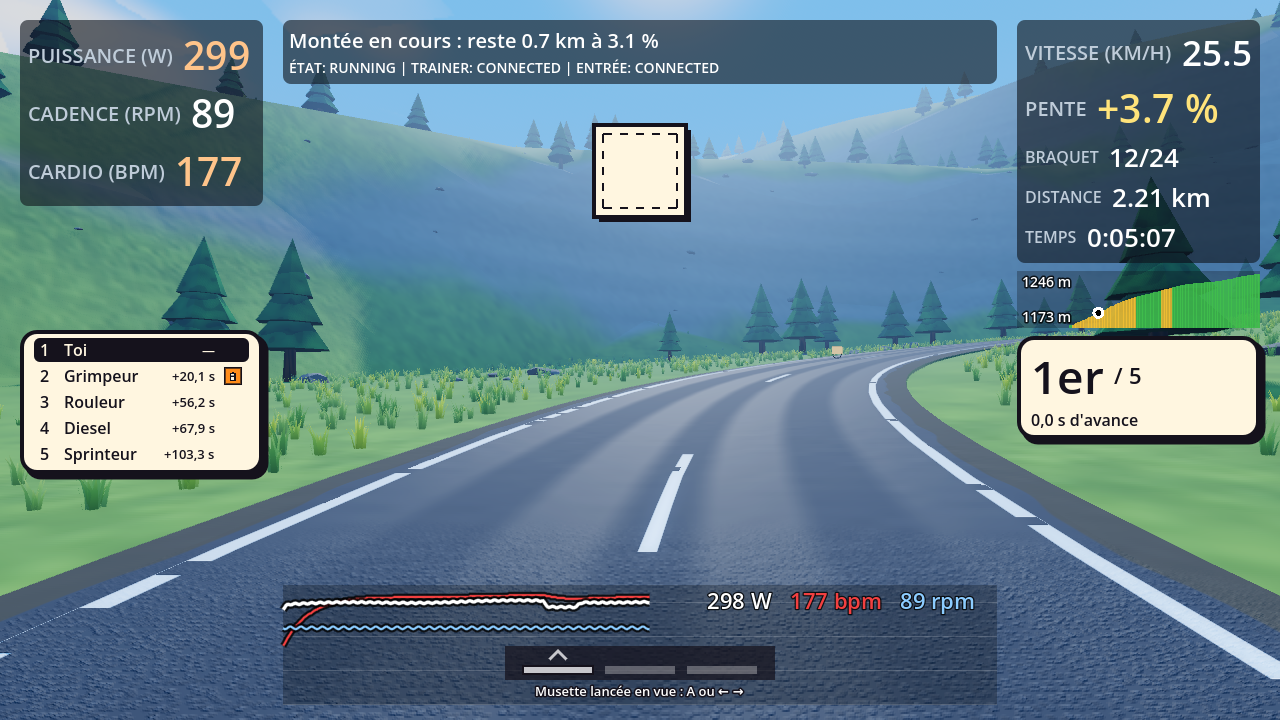 PUISSANCE (W) 299
CADENCE (RPM) 89
CARDIO (BPM) 177
Montée en cours : reste 0.7 km à 3.1 %
ÉTAT: RUNNING | TRAINER: CONNECTED | ENTRÉE: CONNECTED
VITESSE (KM/H) 25.5
PENTE +3.7 %
BRAQUET 12/24
DISTANCE 2.21 km
TEMPS 0:05:07
1246 m
1173 m
1 Toi —
2 Grimpeur +20,1 s
3 Rouleur +56,2 s
4 Diesel +67,9 s
5 Sprinteur +103,3 s
1er / 5
0,0 s d'avance
298 W 177 bpm 89 rpm
Musette lancée en vue : A ou ← →